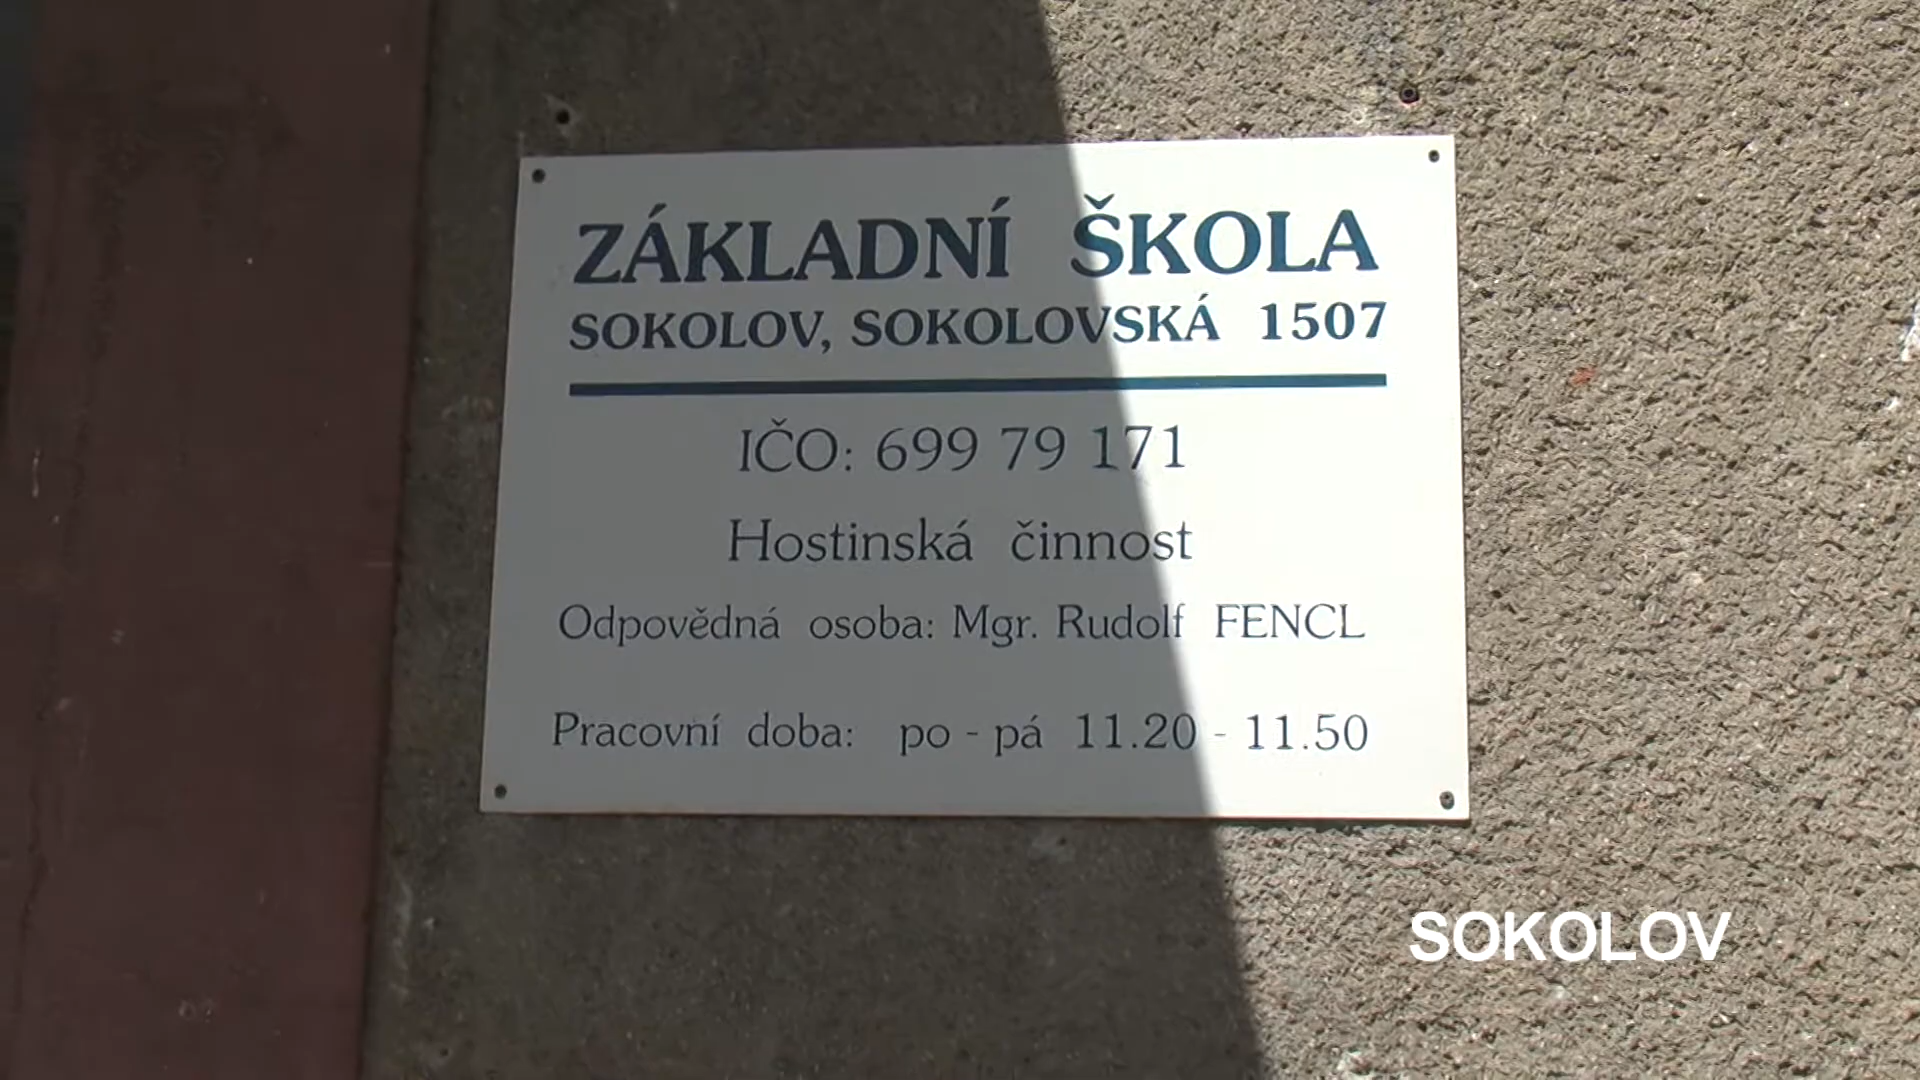 ZÁKLADNÍ ŠKOLA
SOKOLOV, SOKOLOVSKÁ 1507
IČO: 699 79 171
Hostinská činnost
Odpovědná osoba: Mgr. Rudolf FENCL
Pracovní doba: po - pá 11.20 - 11.50
SOKOLOV